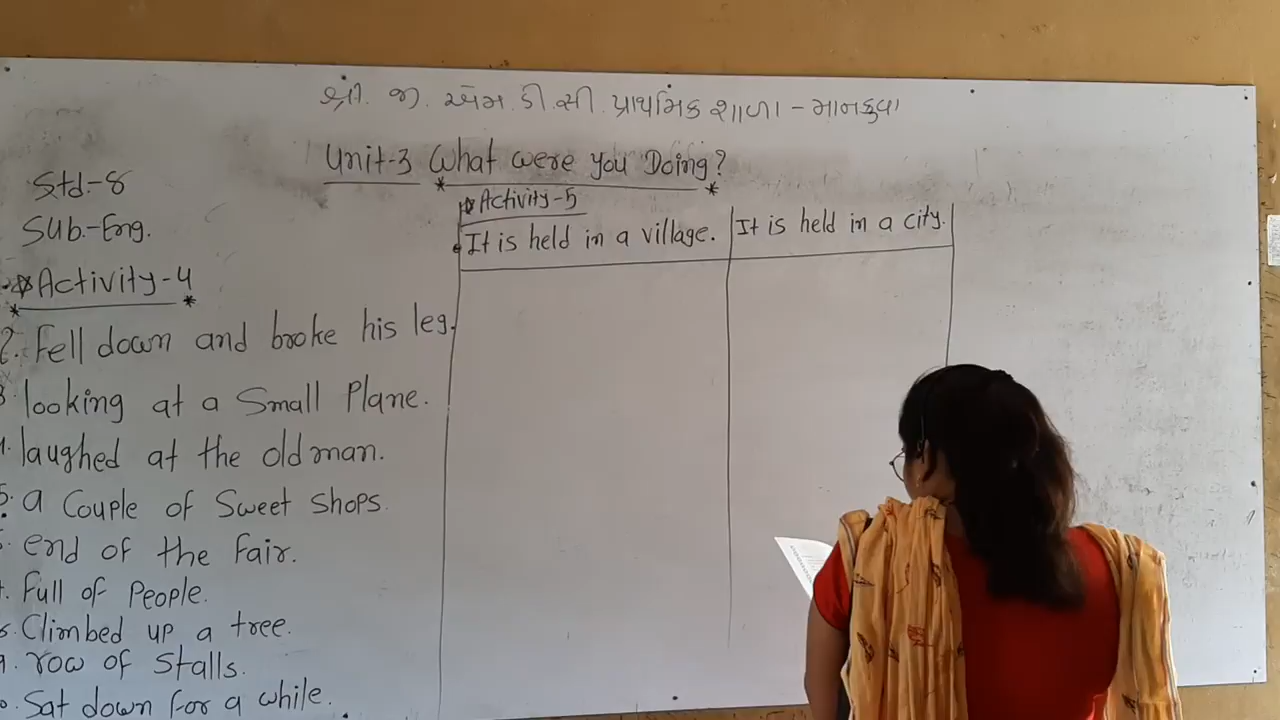 શ્રી. જી. એમ. ડી. સી. પ્રાથમિક શાળા - માનકુવા
Unit-3 What were you Doing?
Std-8
Sub.-Eng.
Activity-4
2. Fell down and broke his leg.
3 looking at a Small Plane.
4. laughed at the old man.
5. a Couple of Sweet Shops.
end of the Fair.
7. Full of People.
8. Climbed up a tree.
9. row of Stalls.
Sat down for a while.
Activity-5
It is held in a village. It is held in a city.